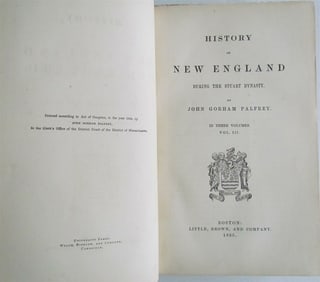 Entered according to Act of Congress, in the year 1864, by
JOHN GORHAM PALFREY,
In the Clerk's Office of the District Court of the District of Massachusetts.
UNIVERSITY PRESS:
WELCH, BIGELOW, AND COMPANY,
CAMBRIDGE.
HISTORY
OF
NEW ENGLAND
DURING THE STUART DYNASTY.
BY
JOHN GORHAM PALFREY.
IN THREE VOLUMES.
VOL. III.
BOSTON:
LITTLE, BROWN, AND COMPANY.